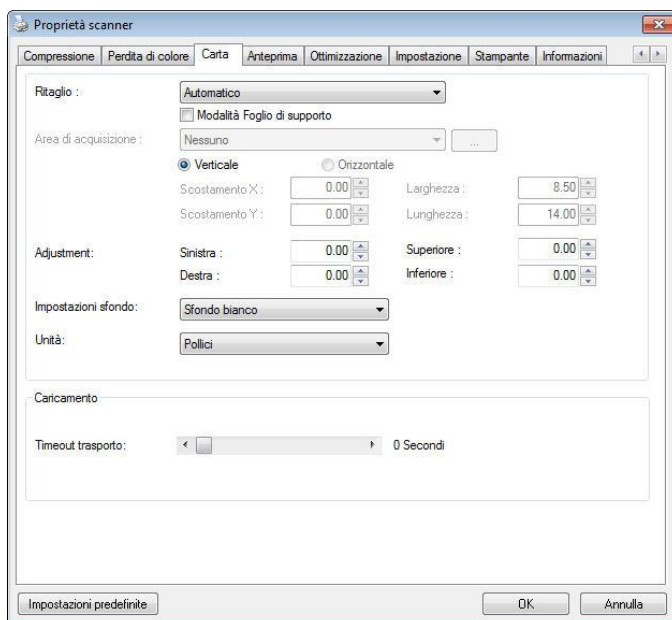 Proprietà scanner
Compressione Perdita di colore Carta Anteprima Ottimizzazione Impostazione Stampante Informazioni
Ritaglio : Automatico
Modalità Foglio di supporto
Area di acquisizione : Nessuno ...
Verticale Orizzontale
Scostamento X : 0.00 Larghezza : 8.50
Scostamento Y : 0.00 Lunghezza : 14.00
Adjustment: Sinistra : 0.00 Superiore : 0.00
Destra : 0.00 Inferiore : 0.00
Impostazioni sfondo: Sfondo bianco
Unità: Pollici
Caricamento
Timeout trasporto: 0 Secondi
Impostazioni predefinite OK Annulla